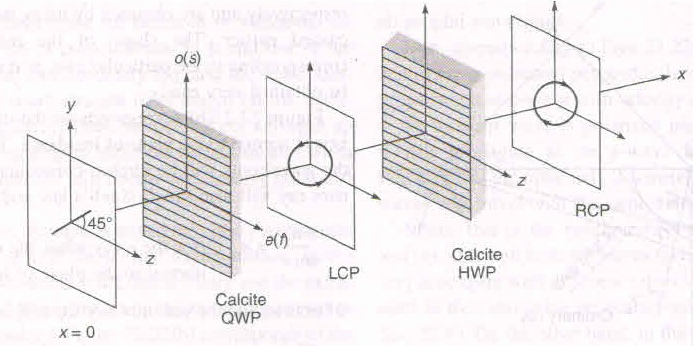 y
45°
z
x = 0
o(s)
e(f)
Calcite
QWP
LCP
z
Calcite
HWP
x
RCP